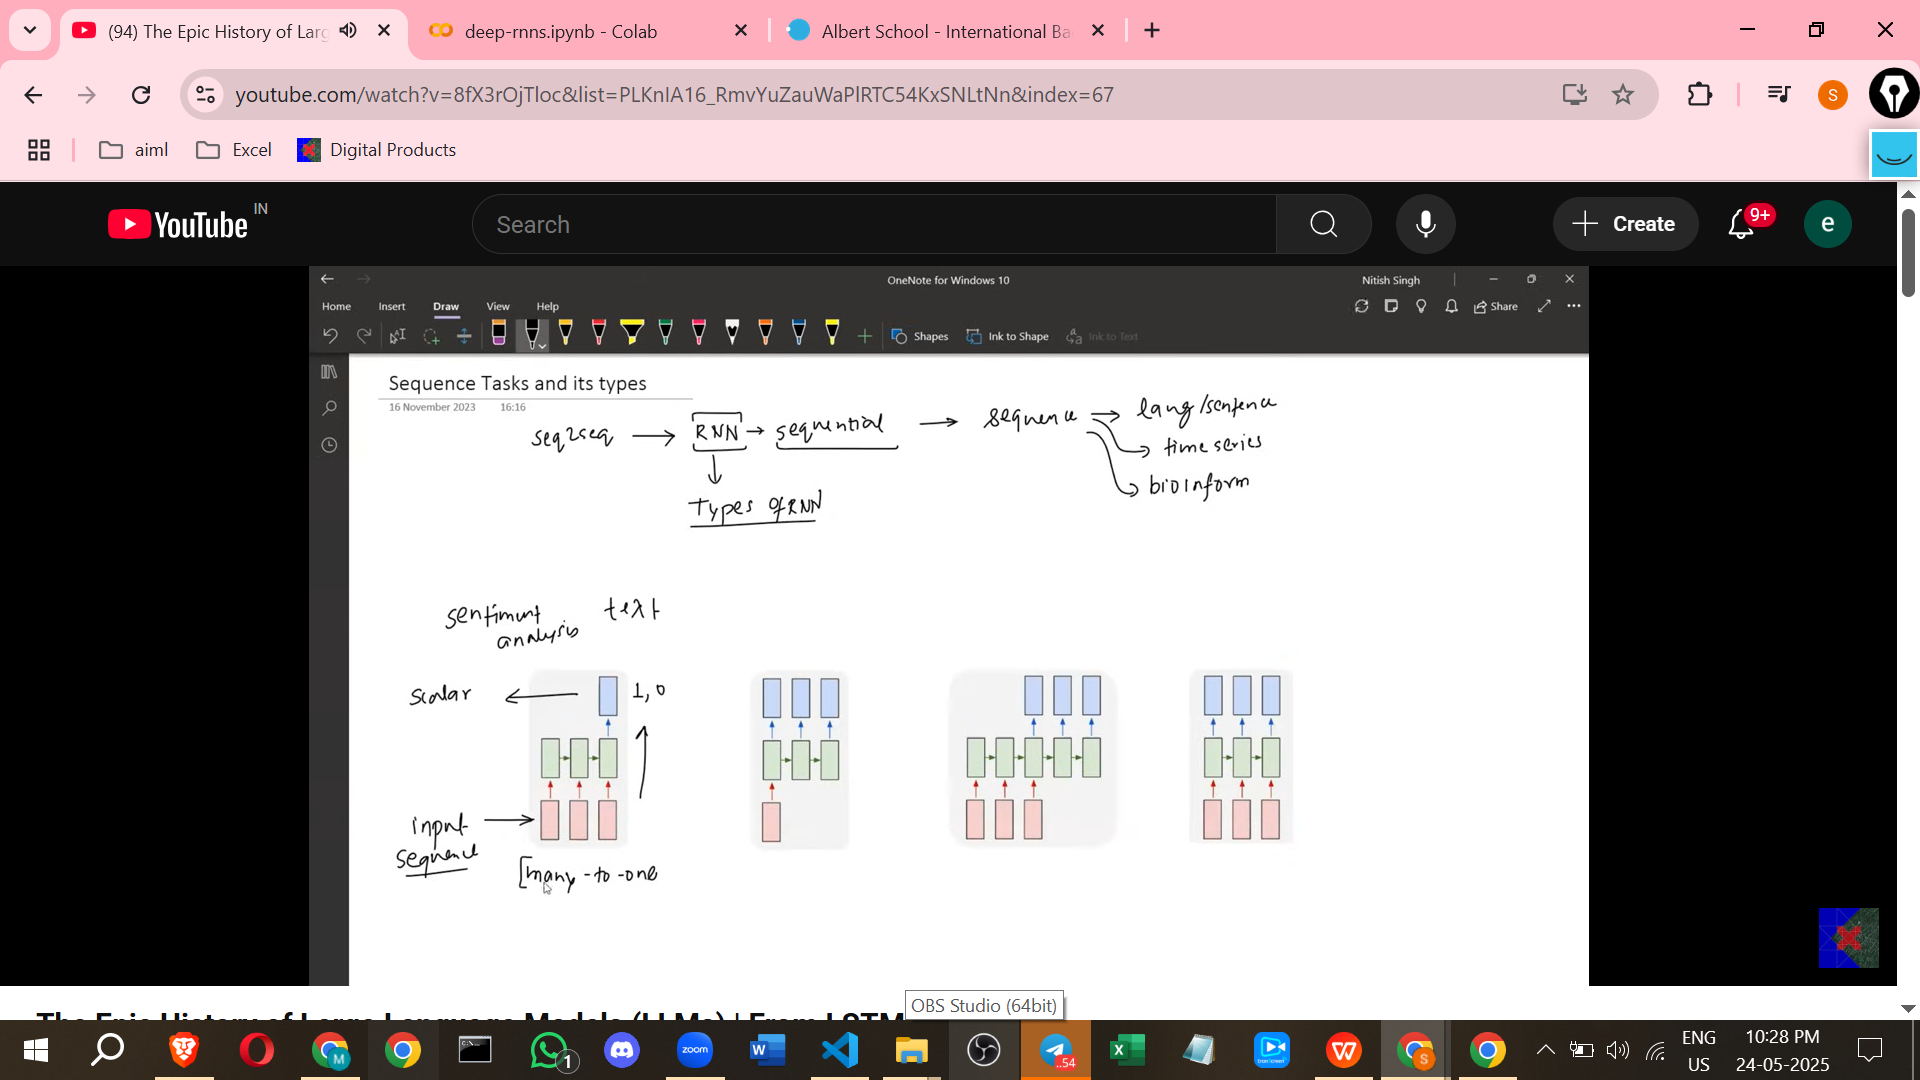 (94) The Epic History of Lar
deep-rnns.ipynb - Colab
Albert School - International Ba
youtube.com/watch?v=8fX3rOjTloc&list=PLKnIA16_RmvYuZauWaPlRTC54KxSNLtNn&index=67
S
aiml
Excel
Digital Products
YouTube IN
Search
Create
9+
e
OneNote for Windows 10
Nitish Singh
Home Insert Draw View Help
Share
Shapes
Ink to Shape
Ink to Text
Sequence Tasks and its types
16 November 2023 16:16
seq2seq → RNN → sequential → sequence → lang/sentence
time series
bioinform
Types of RNN
sentiment analysis text
scalar
1, 0
input sequence
[many-to-one
OBS Studio (64bit)
M
1
zoom
..54
S
ENG
US
10:28 PM
24-05-2025